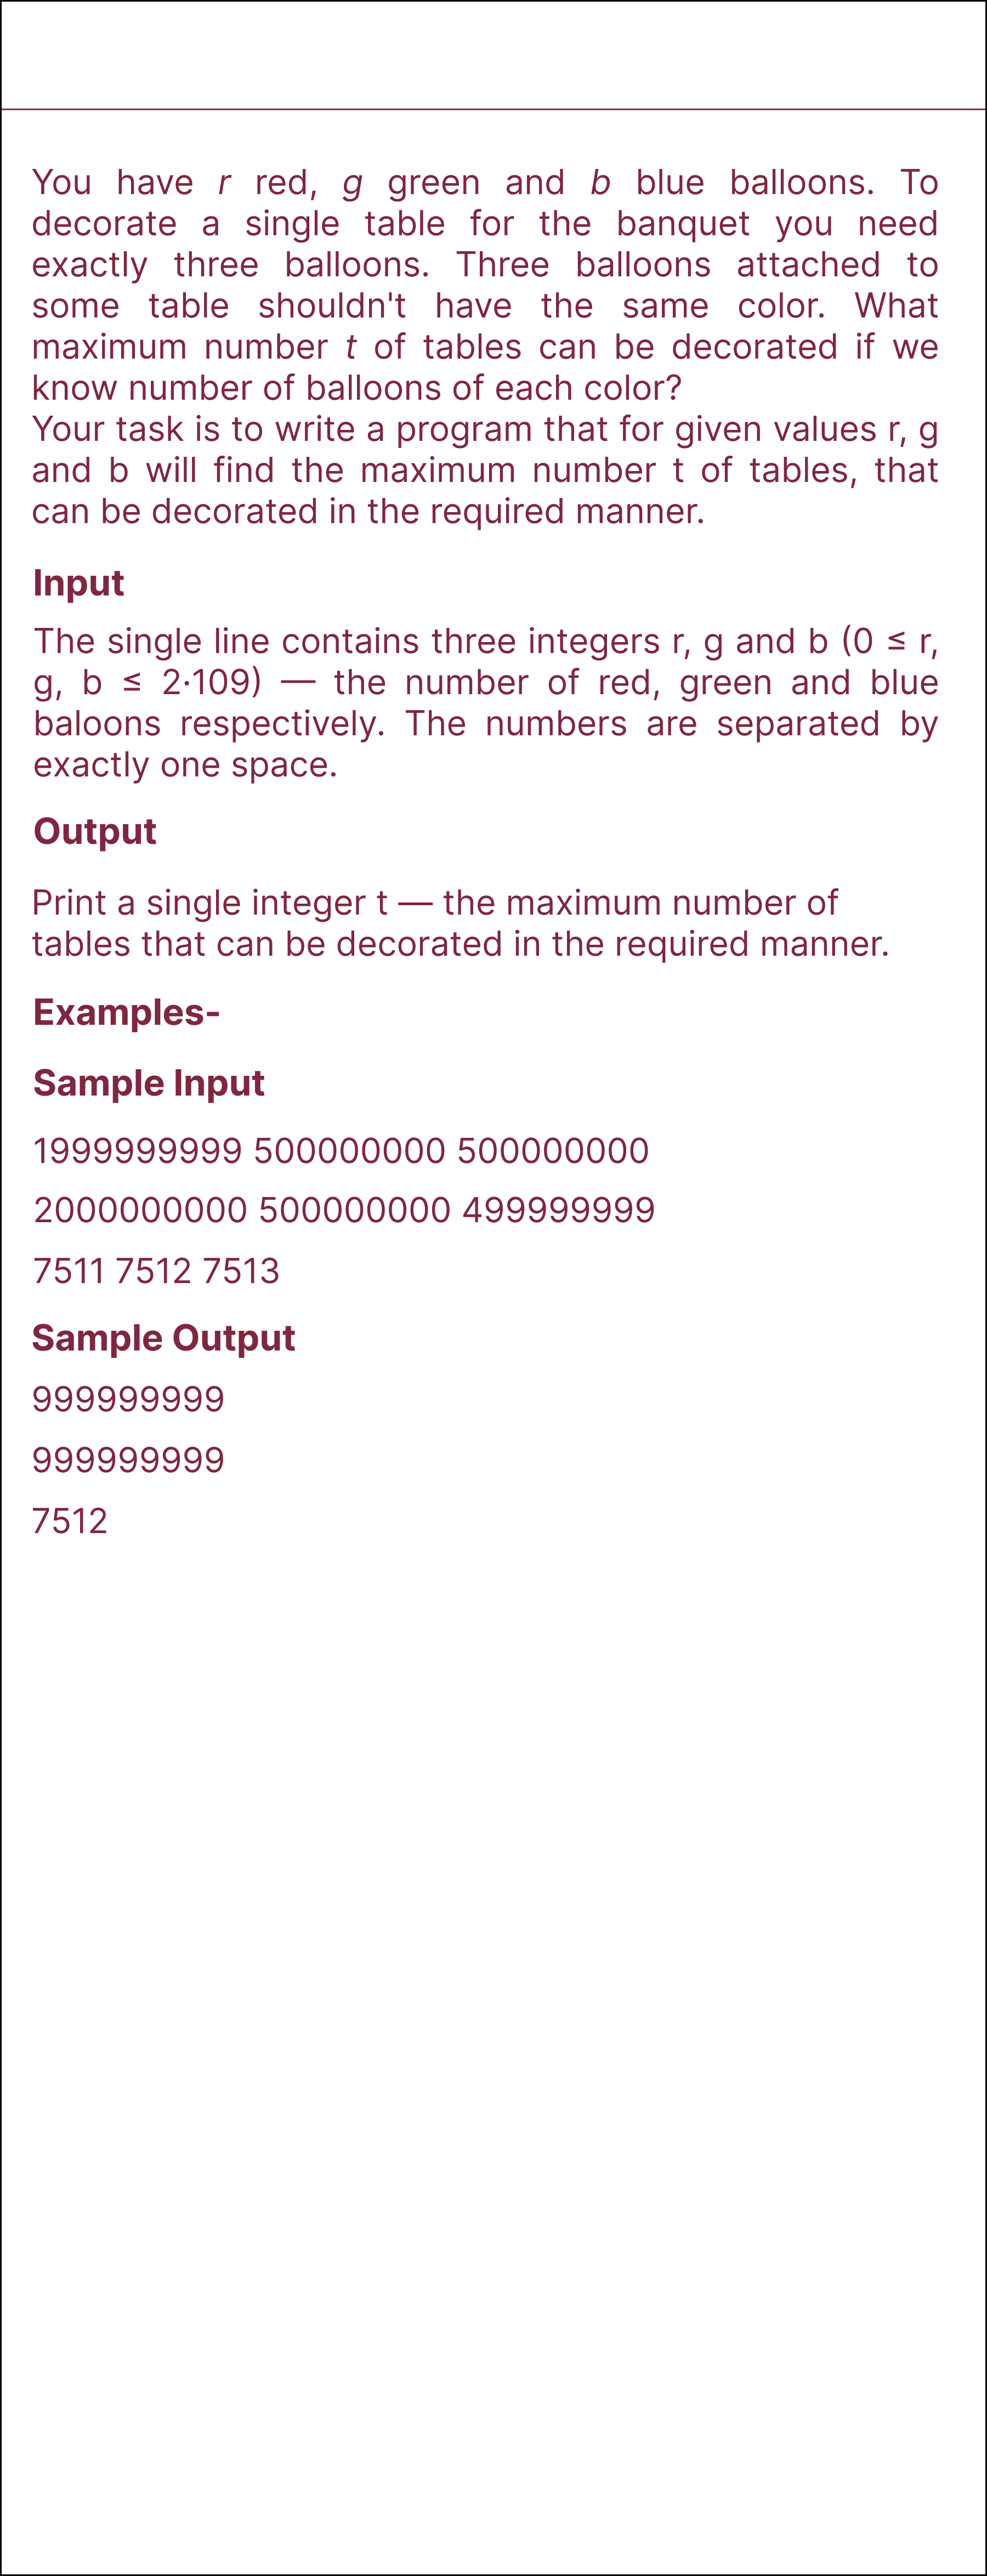 You have r red, g green and b blue balloons. To
decorate a single table for the banquet you need
exactly three balloons. Three balloons attached to
some table shouldn't have the same color. What
maximum number t of tables can be decorated if we
know number of balloons of each color?
Your task is to write a program that for given values r, g
and b will find the maximum number t of tables, that
can be decorated in the required manner.
Input
The single line contains three integers r, g and b (0 ≤ r,
g, b ≤ 2·109) — the number of red, green and blue
baloons respectively. The numbers are separated by
exactly one space.
Output
Print a single integer t — the maximum number of
tables that can be decorated in the required manner.
Examples-
Sample Input
1999999999 500000000 500000000
2000000000 500000000 499999999
7511 7512 7513
Sample Output
999999999
999999999
7512